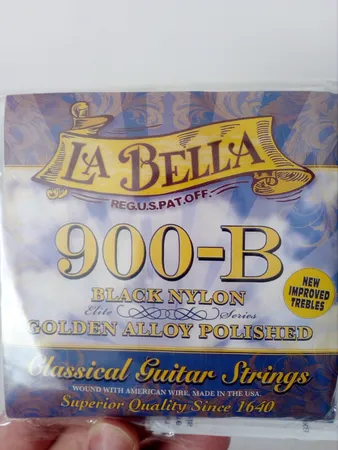 LA BELLA
REG.U.S.PAT.OFF.
900-B
BLACK NYLON
Elite Series
GOLDEN ALLOY POLISHED
NEW
IMPROVED
TREBLES
Classical Guitar Strings
WOUND WITH AMERICAN WIRE, MADE IN THE USA.
Superior Quality Since 1640